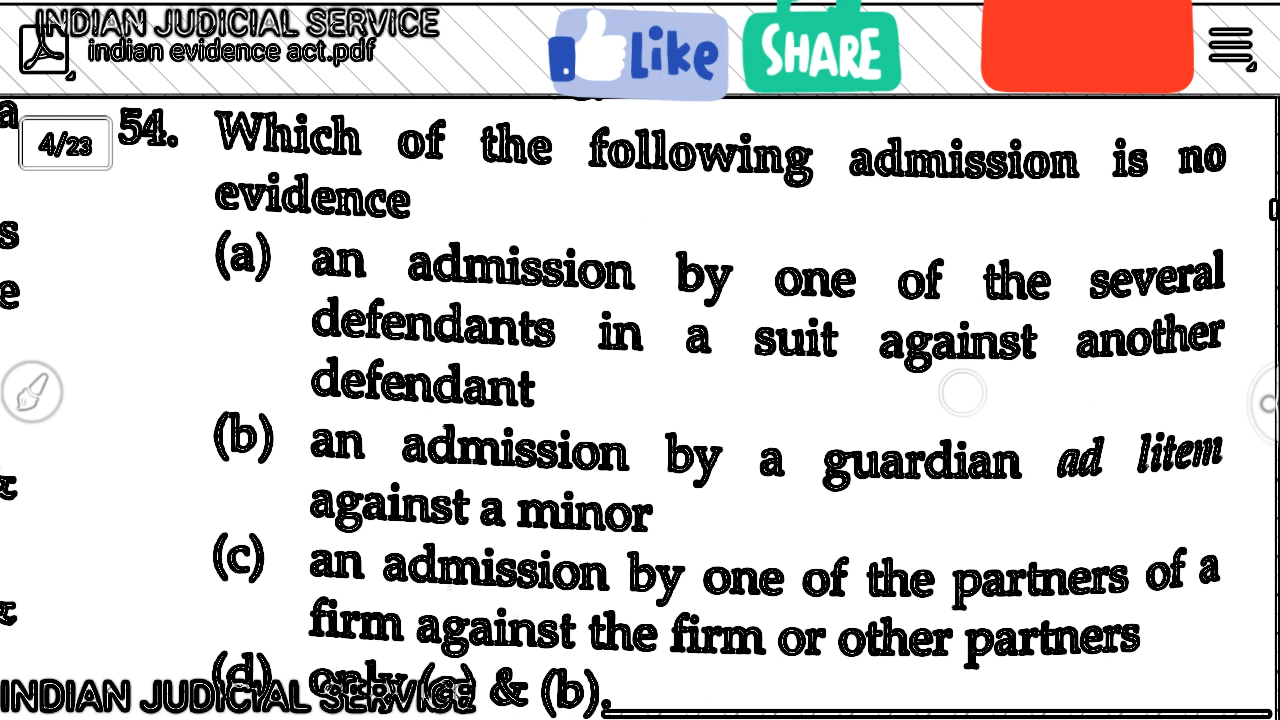 INDIAN JUDICIAL SERVICE
indian evidence act.pdf
Like
SHARE
4/23
54. Which of the following admission is no
evidence
(a) an admission by one of the several
defendants in a suit against another
defendant
(b) an admission by a guardian ad litem
against a minor
(c) an admission by one of the partners of a
firm against the firm or other partners
(d) only (a) & (b).
INDIAN JUDICIAL SERVICE